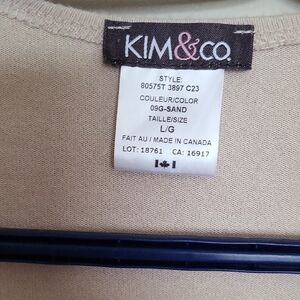 KIM&CO.
STYLE:
80575T 3897 C23
COULEUR/COLOR
09G-SAND
TAILLE/SIZE
L/G
FAIT AU / MADE IN CANADA
LOT: 18761 CA: 16917